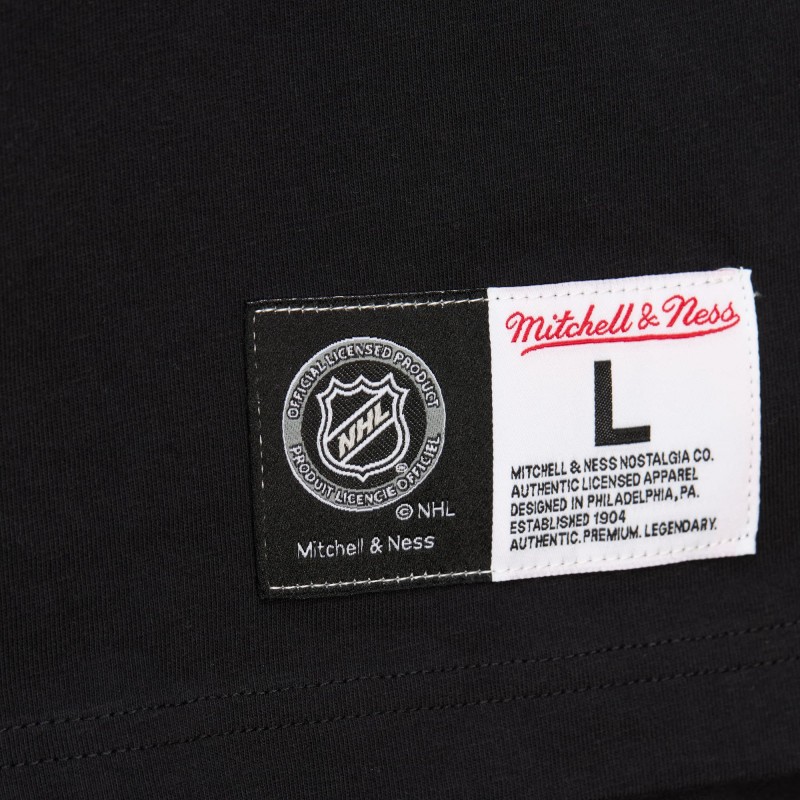 OFFICIAL LICENSED PRODUCT
NHL
PRODUIT LICENCIE OFFICIEL
®
© NHL
Mitchell & Ness
Mitchell & Ness
L
MITCHELL & NESS NOSTALGIA CO.
AUTHENTIC LICENSED APPAREL
DESIGNED IN PHILADELPHIA, PA.
ESTABLISHED 1904
AUTHENTIC. PREMIUM. LEGENDARY.